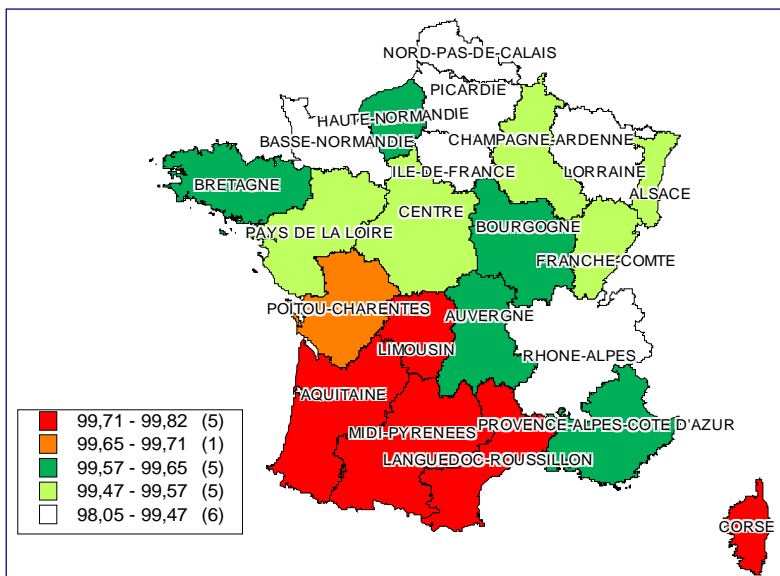 NORD-PAS-DE-CALAIS
PICARDIE
HAUTE-NORMANDIE
BASSE-NORMANDIE
CHAMPAGNE-ARDENNE
ILE-DE-FRANCE
LORRAINE
ALSACE
BRETAGNE
CENTRE
PAYS DE LA LOIRE
BOURGOGNE
FRANCHE-COMTE
POITOU-CHARENTES
AUVERGNE
LIMOUSIN
RHONE-ALPES
AQUITAINE
MIDI-PYRENEES
PROVENCE-ALPES-COTE D'AZUR
LANGUEDOC-ROUSSILLON
CORSE
99,71 - 99,82 (5)
99,65 - 99,71 (1)
99,57 - 99,65 (5)
99,47 - 99,57 (5)
98,05 - 99,47 (6)